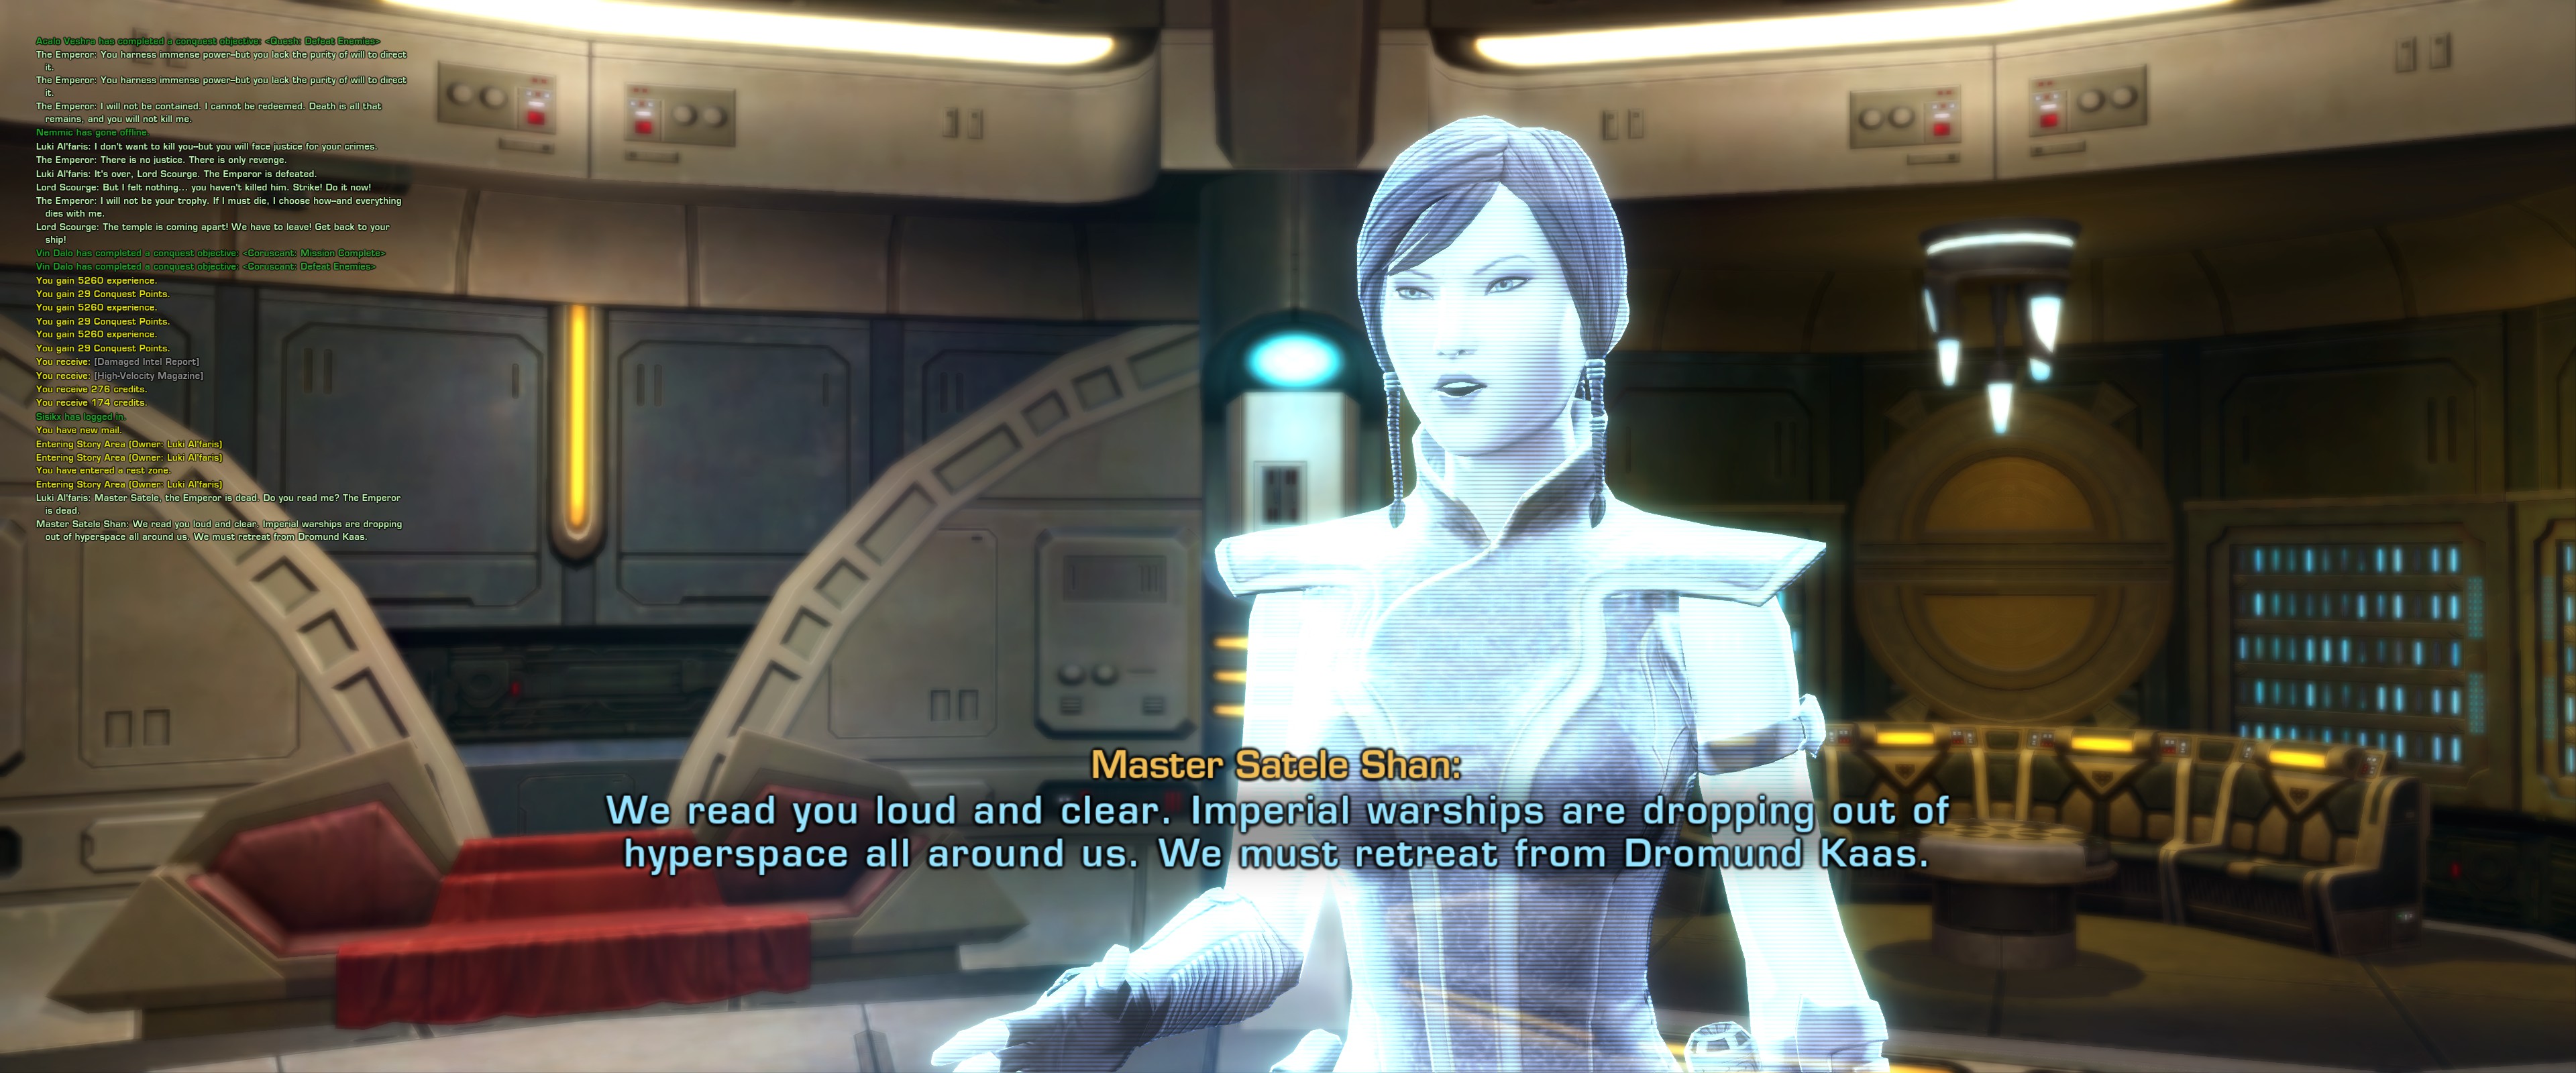 Acalo Veshra has completed a conquest objective: <Quesh: Defeat Enemies>
The Emperor: You harness immense power—but you lack the purity of will to direct
it.
The Emperor: You harness immense power—but you lack the purity of will to direct
it.
The Emperor: I will not be contained. I cannot be redeemed. Death is all that
remains, and you will not kill me.
Nemmic has gone offline.
Luki Al'faris: I don't want to kill you—but you will face justice for your crimes.
The Emperor: There is no justice. There is only revenge.
Luki Al'faris: It's over, Lord Scourge. The Emperor is defeated.
Lord Scourge: But I felt nothing... you haven't killed him. Strike! Do it now!
The Emperor: I will not be your trophy. If I must die, I choose how—and everything
dies with me.
Lord Scourge: The temple is coming apart! We have to leave! Get back to your
ship!
Vin Dalo has completed a conquest objective: <Coruscant: Mission Complete>
Vin Dalo has completed a conquest objective: <Coruscant: Defeat Enemies>
You gain 5260 experience.
You gain 29 Conquest Points.
You gain 5260 experience.
You gain 29 Conquest Points.
You gain 5260 experience.
You gain 29 Conquest Points.
You receive: [Damaged Intel Report]
You receive: [High-Velocity Magazine]
You receive 276 credits.
You receive 174 credits.
Sisikx has logged in.
You have new mail.
Entering Story Area (Owner: Luki Al'faris)
Entering Story Area (Owner: Luki Al'faris)
You have entered a rest zone.
Entering Story Area (Owner: Luki Al'faris)
Luki Al'faris: Master Satele, the Emperor is dead. Do you read me? The Emperor
is dead.
Master Satele Shan: We read you loud and clear. Imperial warships are dropping
out of hyperspace all around us. We must retreat from Dromund Kaas.
Master Satele Shan:
We read you loud and clear. Imperial warships are dropping out of
hyperspace all around us. We must retreat from Dromund Kaas.